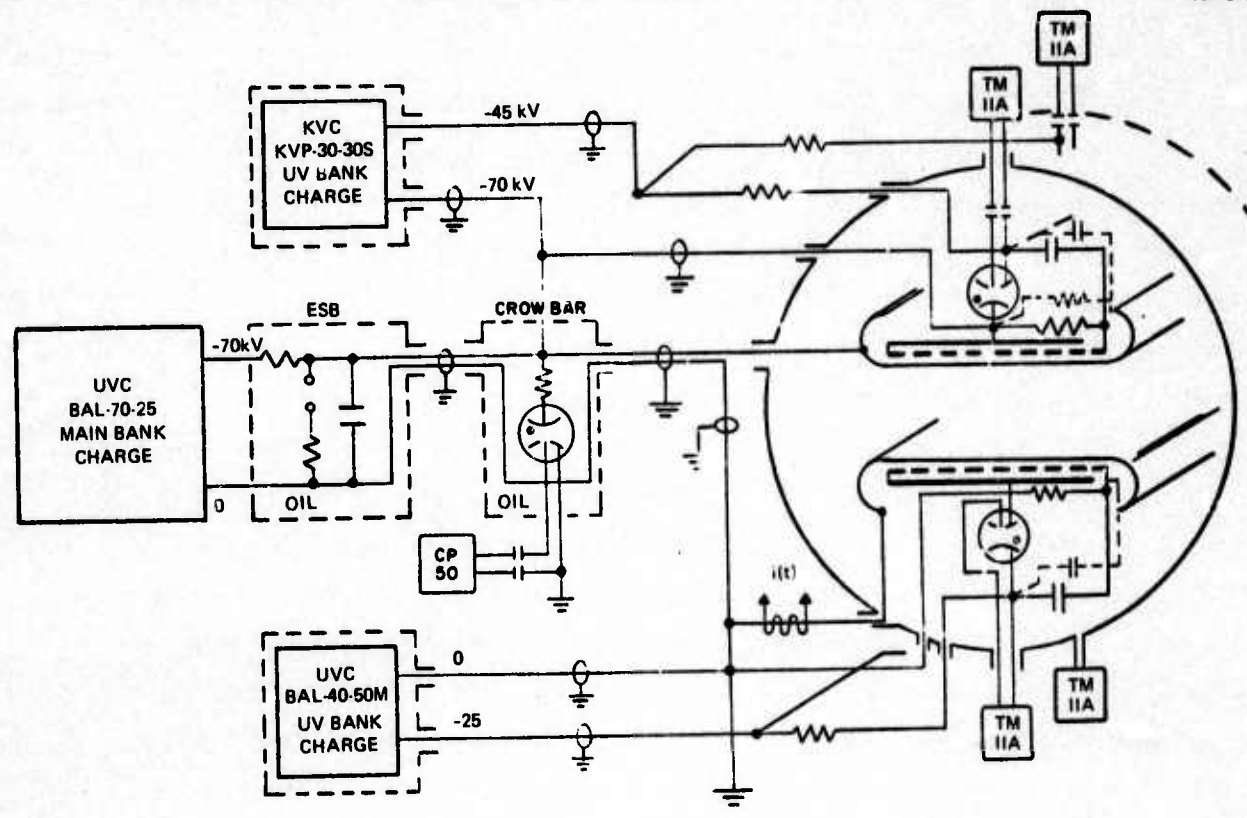 TM
IIA
TM
IIA
KVC
KVP-30-30S
UV BANK
CHARGE
-45 kV
-70 kV
ESB
CROW BAR
-70kV
UVC
BAL-70-25
MAIN BANK
CHARGE
0
OIL
OIL
CP
50
i(t)
UVC
BAL-40-50M
UV BANK
CHARGE
0
-25
TM
IIA
TM
IIA